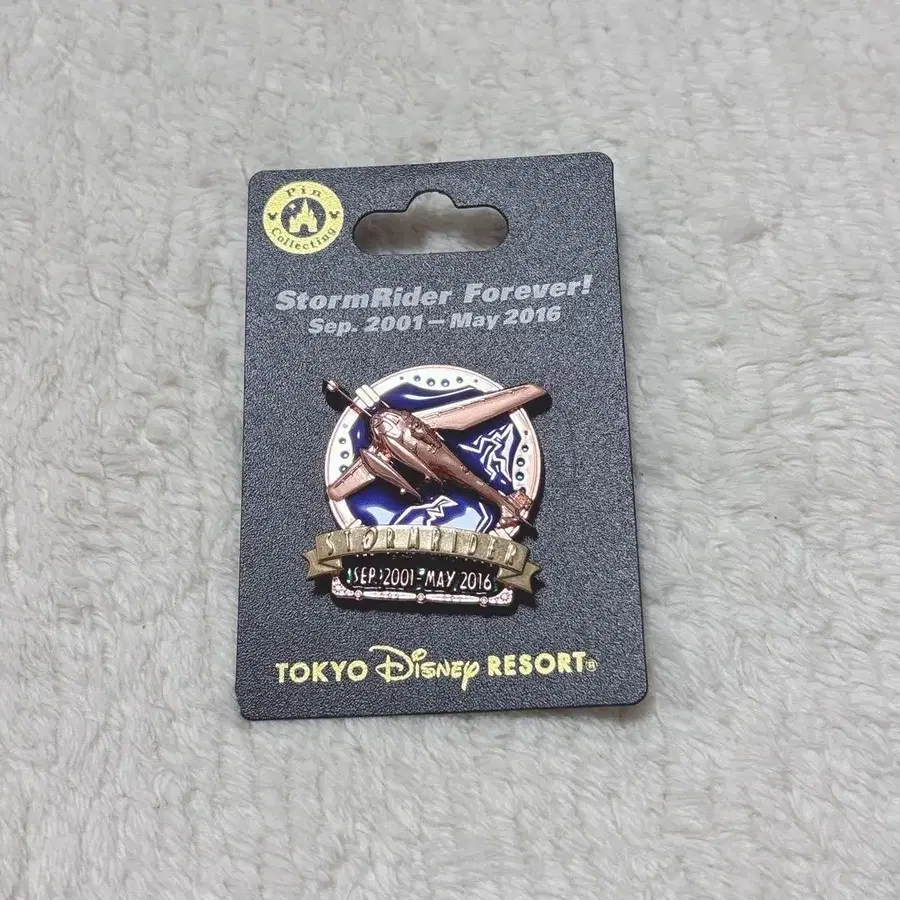 Pin
Collecting
StormRider Forever!
Sep. 2001 – May 2016
STORMRIDER
SEP. 2001 - MAY 2016
TOKYO Disney RESORT®